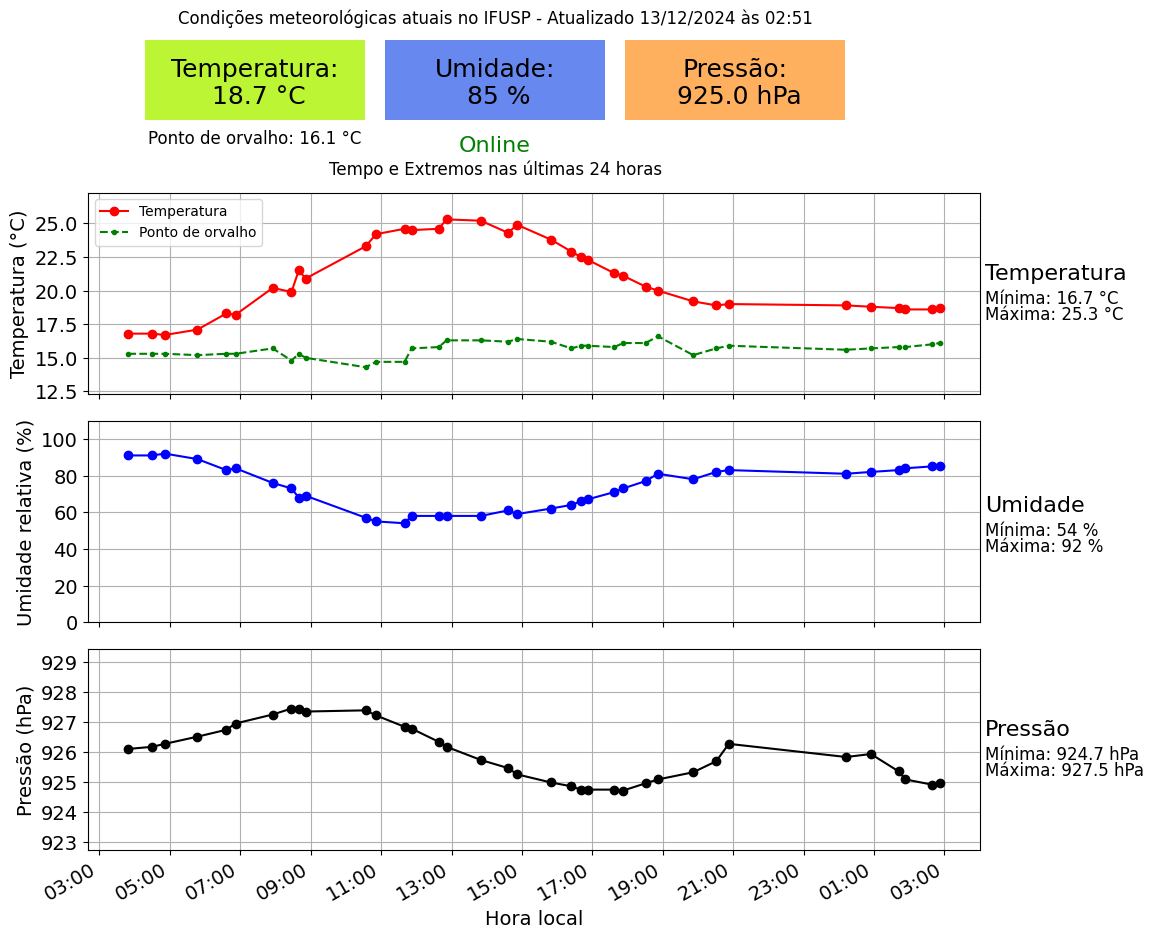 Condições meteorológicas atuais no IFUSP - Atualizado 13/12/2024 às 02:51
Temperatura:
18.7 °C
Umidade:
85 %
Pressão:
925.0 hPa
Ponto de orvalho: 16.1 °C
Online
Tempo e Extremos nas últimas 24 horas
Temperatura (°C)
25.0
22.5
20.0
17.5
15.0
12.5
Temperatura
Ponto de orvalho
Temperatura
Mínima: 16.7 °C
Máxima: 25.3 °C
Umidade relativa (%)
100
80
60
40
20
0
Umidade
Mínima: 54 %
Máxima: 92 %
Pressão (hPa)
929
928
927
926
925
924
923
Pressão
Mínima: 924.7 hPa
Máxima: 927.5 hPa
03:00 05:00 07:00 09:00 11:00 13:00 15:00 17:00 19:00 21:00 23:00 01:00 03:00
Hora local